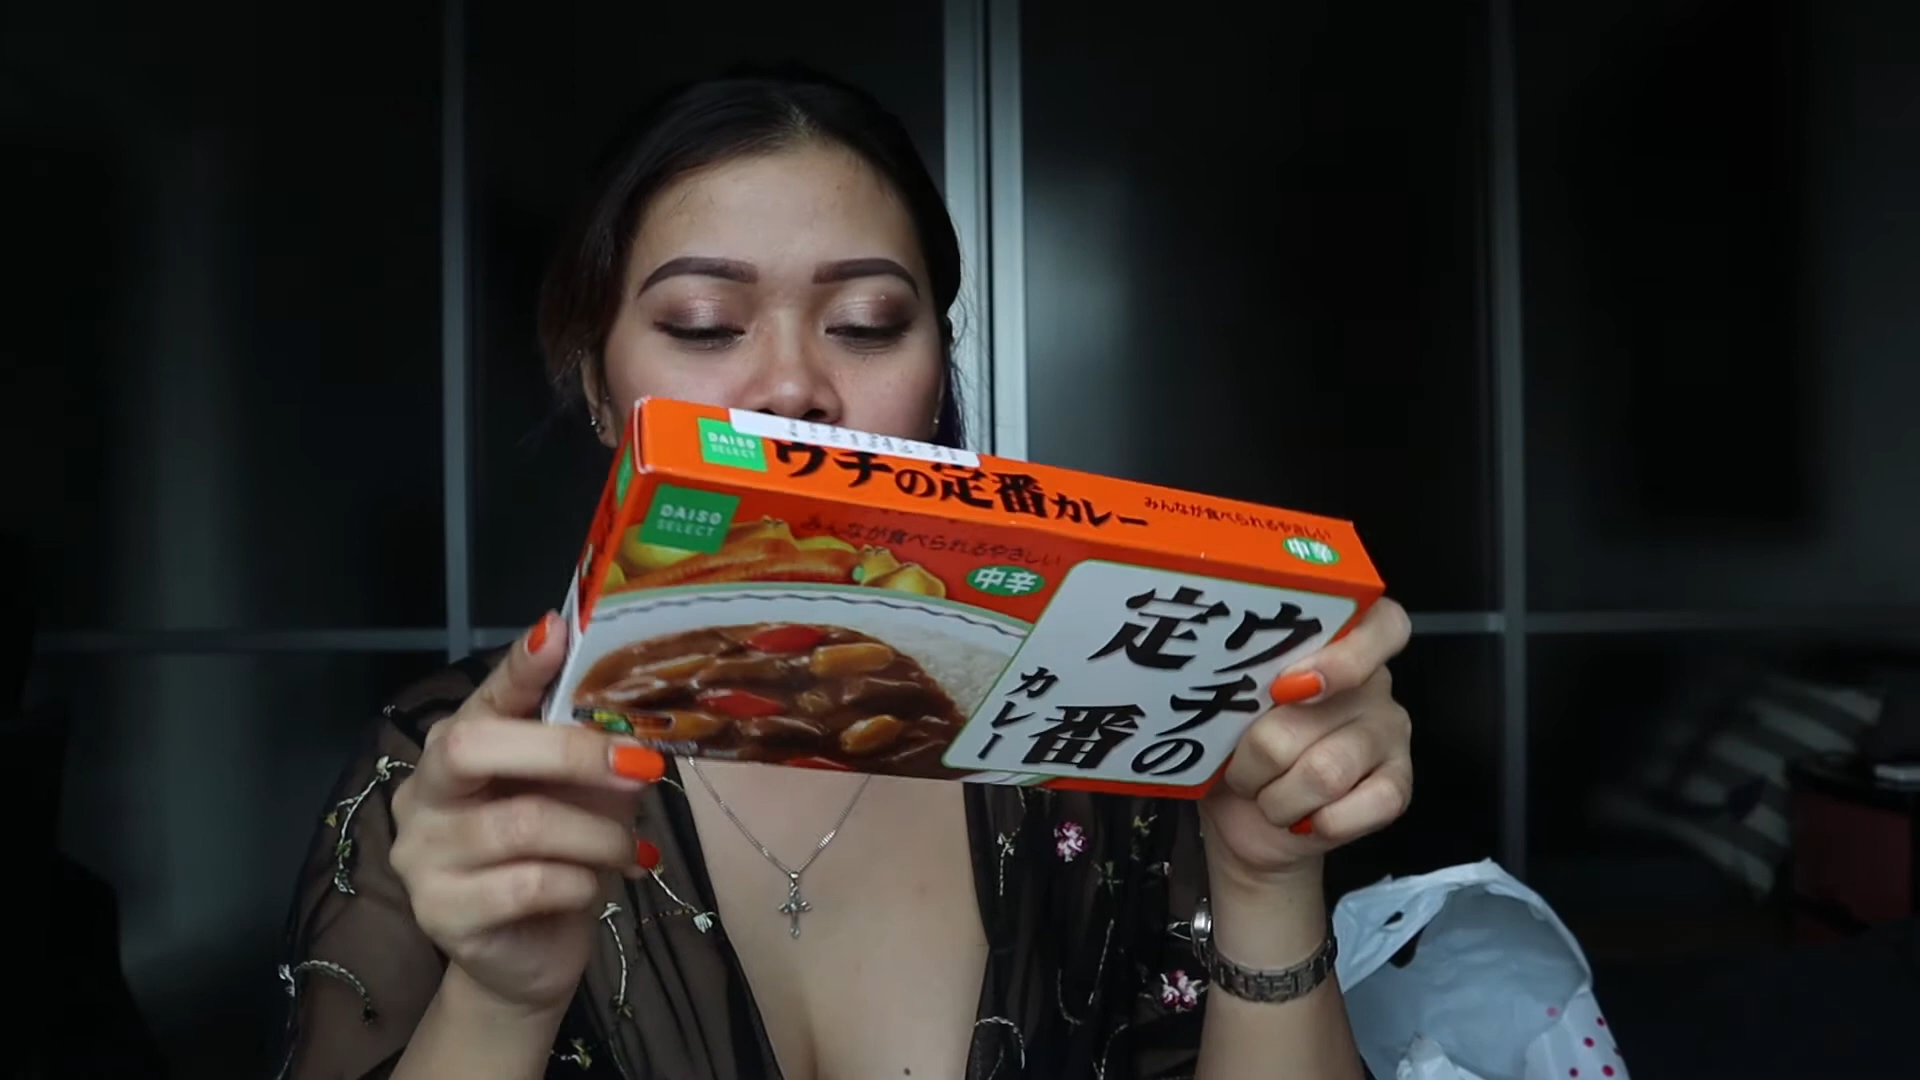 DAISO
SELECT
ウチの定番カレー
みんなが食べられるやさしい
中辛
DAISO
SELECT
みんなが食べられるやさしい
中辛
ウチの
定番
カレー